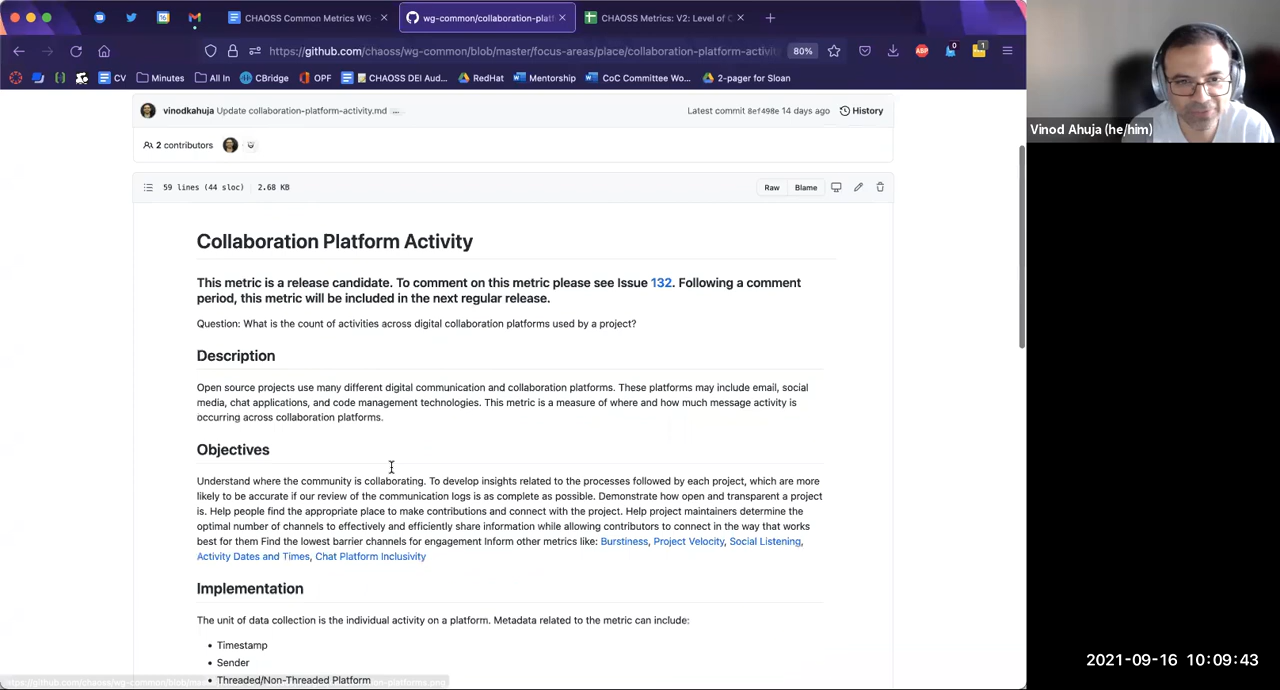 CHAOSS Common Metrics WG
wg-common/collaboration-platf
CHAOSS Metrics: V2: Level of C
https://github.com/chaoss/wg-common/blob/master/focus-areas/place/collaboration-platform-activi
80%
ABP
0
1
CV
Minutes
All In
CBridge
OPF
CHAOSS DEI Aud...
RedHat
Mentorship
CoC Committee Wo...
2-pager for Sloan
vinodkahuja Update collaboration-platform-activity.md ...
Latest commit 8ef498e 14 days ago
History
2 contributors
59 lines (44 sloc) 2.68 KB
Raw
Blame
Collaboration Platform Activity
This metric is a release candidate. To comment on this metric please see Issue 132. Following a comment
period, this metric will be included in the next regular release.
Question: What is the count of activities across digital collaboration platforms used by a project?
Description
Open source projects use many different digital communication and collaboration platforms. These platforms may include email, social
media, chat applications, and code management technologies. This metric is a measure of where and how much message activity is
occurring across collaboration platforms.
Objectives
Understand where the community is collaborating. To develop insights related to the processes followed by each project, which are more
likely to be accurate if our review of the communication logs is as complete as possible. Demonstrate how open and transparent a project
is. Help people find the appropriate place to make contributions and connect with the project. Help project maintainers determine the
optimal number of channels to effectively and efficiently share information while allowing contributors to connect in the way that works
best for them Find the lowest barrier channels for engagement Inform other metrics like: Burstiness, Project Velocity, Social Listening,
Activity Dates and Times, Chat Platform Inclusivity
Implementation
The unit of data collection is the individual activity on a platform. Metadata related to the metric can include:
• Timestamp
• Sender
• Threaded/Non-Threaded Platform
Vinod Ahuja (he/him)
2021-09-16 10:09:43